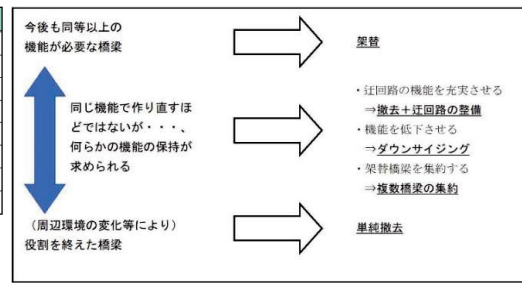 今後も同等以上の
機能が必要な橋梁
架替
同じ機能で作り直すほ
どではないが・・・、
何らかの機能の保持が
求められる
・迂回路の機能を充実させる
⇒撤去＋迂回路の整備
・機能を低下させる
⇒ダウンサイジング
・架替橋梁を集約する
⇒複数橋梁の集約
（周辺環境の変化等により）
役割を終えた橋梁
単純撤去